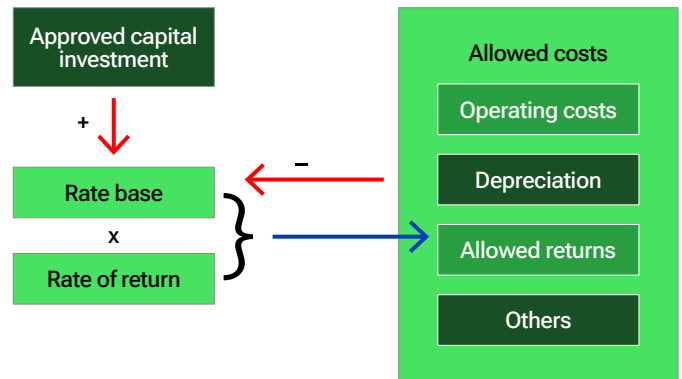 Approved capital
investment
+
Rate base
x
Rate of return
–
Allowed costs
Operating costs
Depreciation
Allowed returns
Others